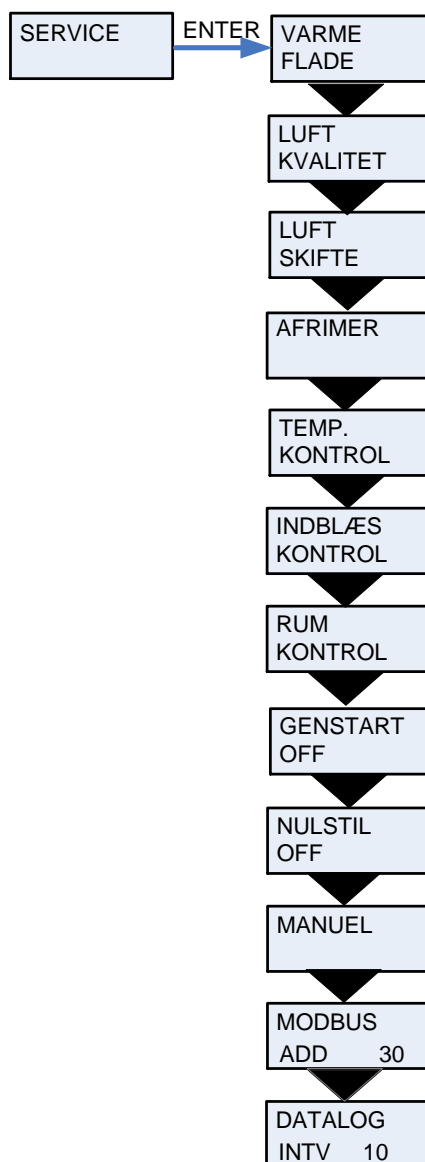 SERVICE
ENTER
VARME
FLADE
LUFT
KVALITET
LUFT
SKIFTE
AFRIMER
TEMP.
KONTROL
INDBLÆS
KONTROL
RUM
KONTROL
GENSTART
OFF
NULSTIL
OFF
MANUEL
MODBUS
ADD 30
DATALOG
INTV 10